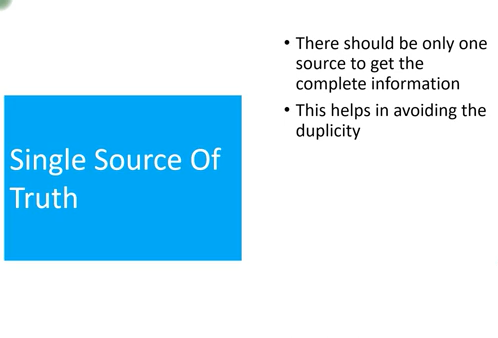 Single Source Of
Truth
• There should be only one
source to get the
complete information
• This helps in avoiding the
duplicity